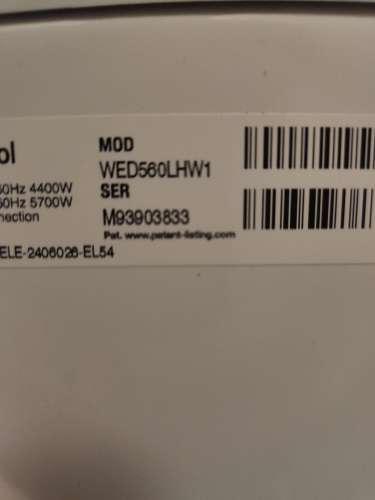 ol
MOD
WED560LHW1
60Hz 4400W
SER
60Hz 5700W
nection
M93903833
Pat. www.patent-listing.com
ELE-2406026-EL54